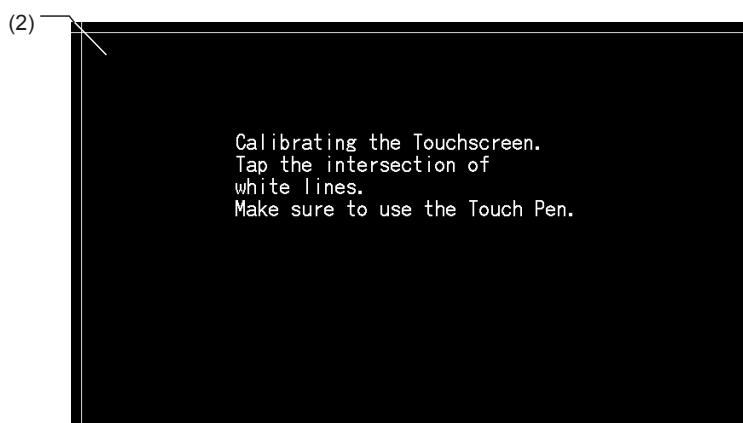 (2)
Calibrating the Touchscreen.
Tap the intersection of
white lines.
Make sure to use the Touch Pen.